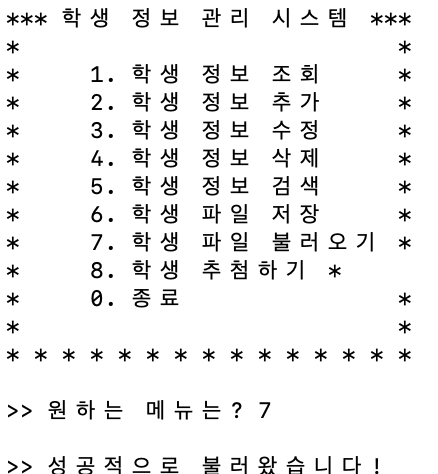 *** 학생 정보 관리 시스템 ***
* *
* 1. 학생 정보 조회 *
* 2. 학생 정보 추가 *
* 3. 학생 정보 수정 *
* 4. 학생 정보 삭제 *
* 5. 학생 정보 검색 *
* 6. 학생 파일 저장 *
* 7. 학생 파일 불러오기 *
* 8. 학생 추첨하기 *
* 0. 종료 *
* *
* * * * * * * * * * * * * * *
>> 원하는 메뉴는? 7
>> 성공적으로 불러왔습니다!